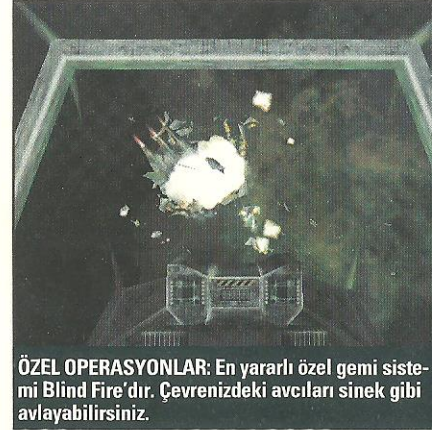 ÖZEL OPERASYONLAR: En yararlı özel gemi siste-
mi Blind Fire'dır. Çevrenizdeki avcıları sinek gibi
avlayabilirsiniz.